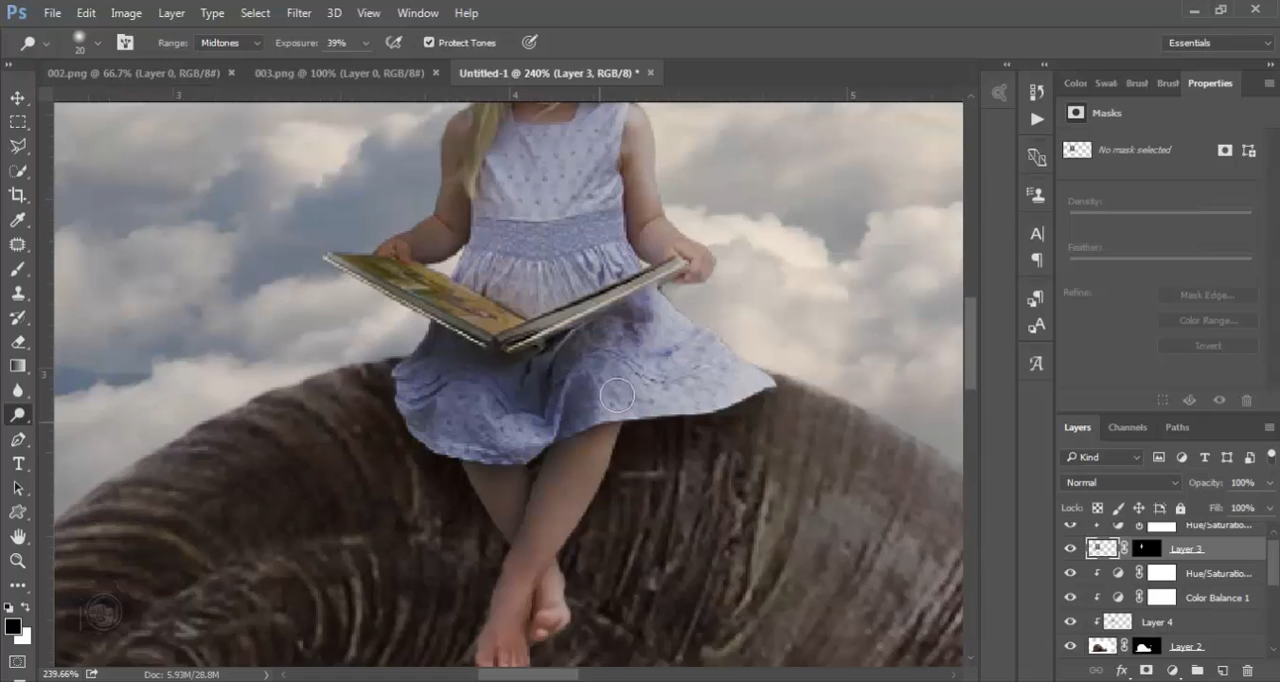 Ps File Edit Image Layer Type Select Filter 3D View Window Help
20 Range: Midtones Exposure: 39% Protect Tones Essentials
002.png @ 66.7% (Layer 0, RGB/8#) × 003.png @ 100% (Layer 0, RGB/8#) × Untitled-1 @ 240% (Layer 3, RGB/8) * ×
3 4 5
3
Color Swat Brush Brush Properties
Masks
No mask selected
Density:
Feather:
Refine: Mask Edge...
Color Range...
Invert
Layers Channels Paths
Kind
Normal Opacity: 100%
Lock: Fill: 100%
Hue/Saturatio...
Layer 3
Hue/Saturatio...
Color Balance 1
Layer 4
Layer 2
239.66% Doc: 5.93M/28.8M